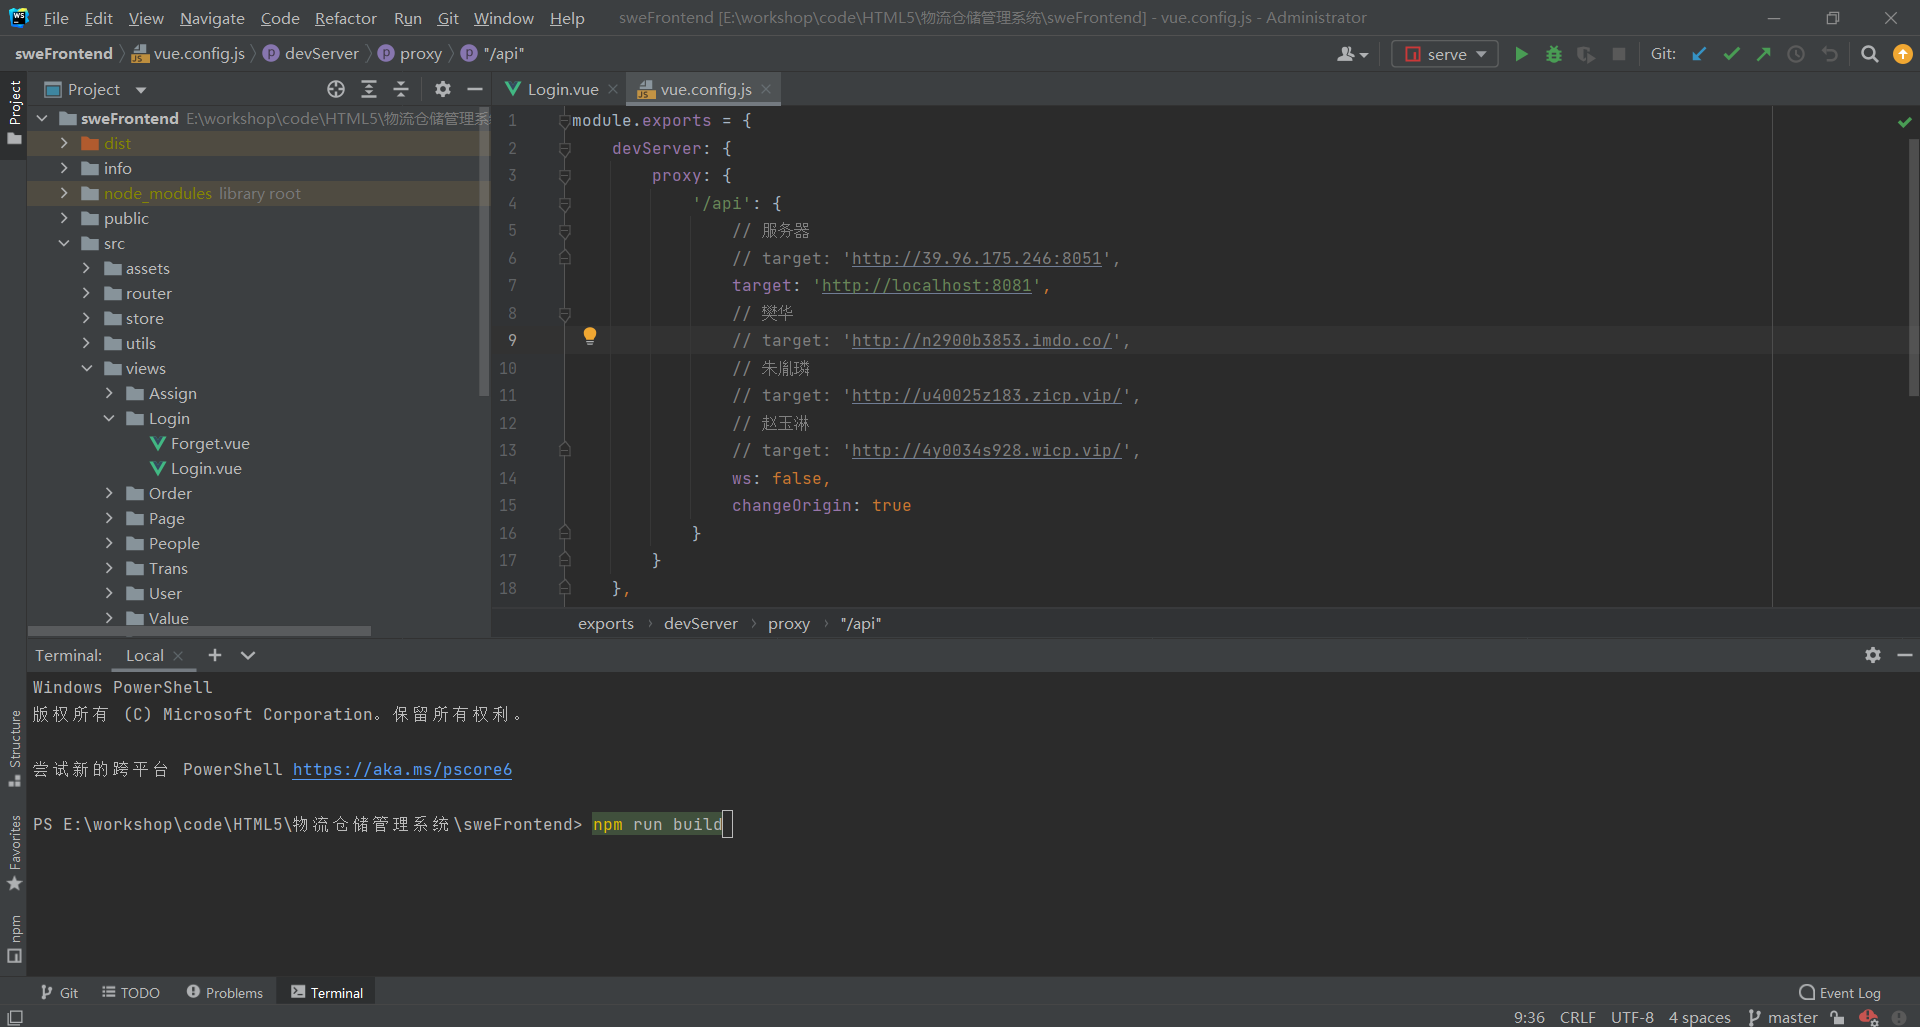 File Edit View Navigate Code Refactor Run Git Window Help sweFrontend [E:\workshop\code\HTML5\物流仓储管理系统\sweFrontend] - vue.config.js - Administrator
sweFrontend vue.config.js devServer proxy "/api" serve Git:
Project
Login.vue vue.config.js
Project
sweFrontend E:\workshop\code\HTML5\物流仓储管理系
dist
info
node_modules library root
public
src
assets
router
store
utils
views
Assign
Login
Forget.vue
Login.vue
Order
Page
People
Trans
User
Value
1 module.exports = {
2 devServer: {
3 proxy: {
4 '/api': {
5 // 服务器
6 // target: 'http://39.96.175.246:8051',
7 target: 'http://localhost:8081',
8 // 樊华
9 // target: 'http://n2900b3853.imdo.co/',
10 // 朱胤璘
11 // target: 'http://u40025z183.zicp.vip/',
12 // 赵玉淋
13 // target: 'http://4y0034s928.wicp.vip/',
14 ws: false,
15 changeOrigin: true
16 }
17 }
18 },
exports devServer proxy "/api"
Terminal: Local
Windows PowerShell
版权所有 (C) Microsoft Corporation。保留所有权利。
尝试新的跨平台 PowerShell https://aka.ms/pscore6
PS E:\workshop\code\HTML5\物流仓储管理系统\sweFrontend> npm run build
Structure
Favorites
npm
Git TODO Problems Terminal Event Log
9:36 CRLF UTF-8 4 spaces master